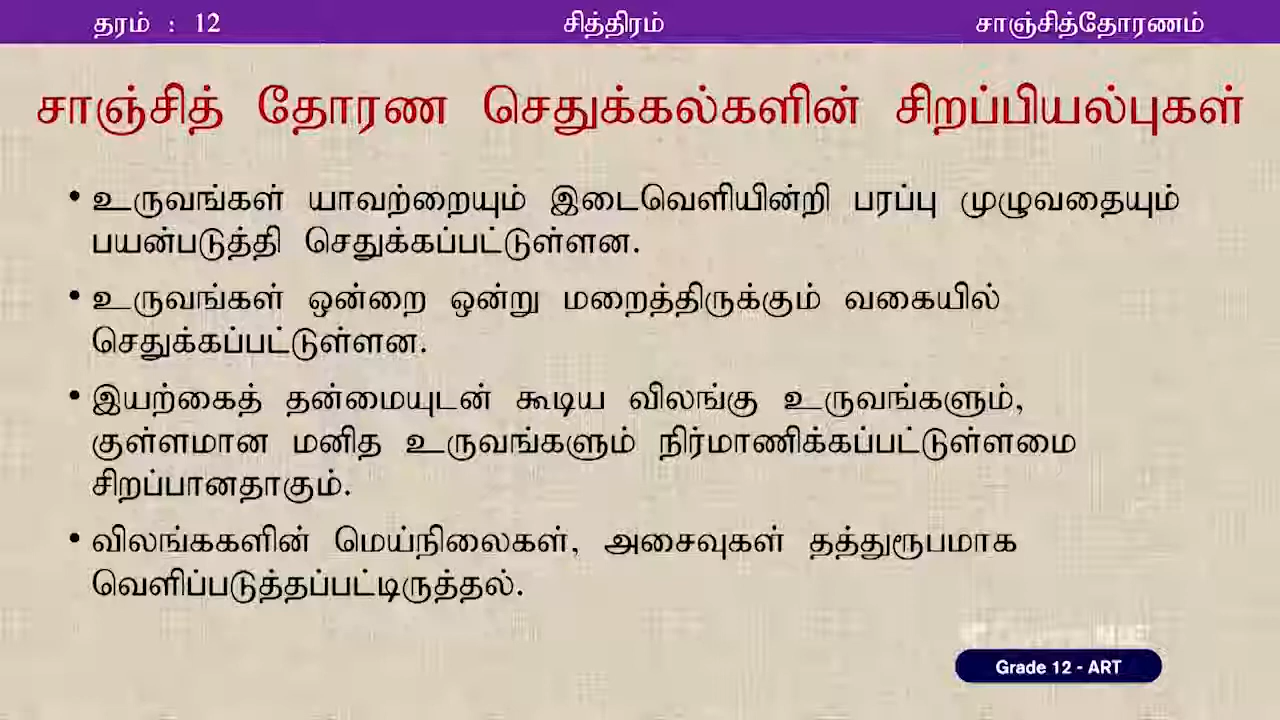 தரம் : 12 சித்திரம் சாஞ்சித்தோரணம்
சாஞ்சித் தோரண செதுக்கல்களின் சிறப்பியல்புகள்
• உருவங்கள் யாவற்றையும் இடைவெளியின்றி பரப்பு முழுவதையும்
பயன்படுத்தி செதுக்கப்பட்டுள்ளன.
• உருவங்கள் ஒன்றை ஒன்று மறைத்திருக்கும் வகையில்
செதுக்கப்பட்டுள்ளன.
• இயற்கைத் தன்மையுடன் கூடிய விலங்கு உருவங்களும்,
குள்ளமான மனித உருவங்களும் நிர்மாணிக்கப்பட்டுள்ளமை
சிறப்பானதாகும்.
• விலங்ககளின் மெய்நிலைகள், அசைவுகள் தத்துரூபமாக
வெளிப்படுத்தப்பட்டிருத்தல்.
Grade 12 - ART